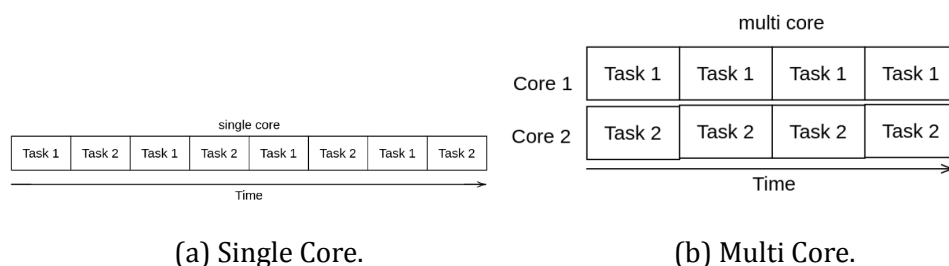 single core
Task 1 Task 2 Task 1 Task 2 Task 1 Task 2 Task 1 Task 2
Time
(a) Single Core.
multi core
Core 1 Task 1 Task 1 Task 1 Task 1
Core 2 Task 2 Task 2 Task 2 Task 2
Time
(b) Multi Core.